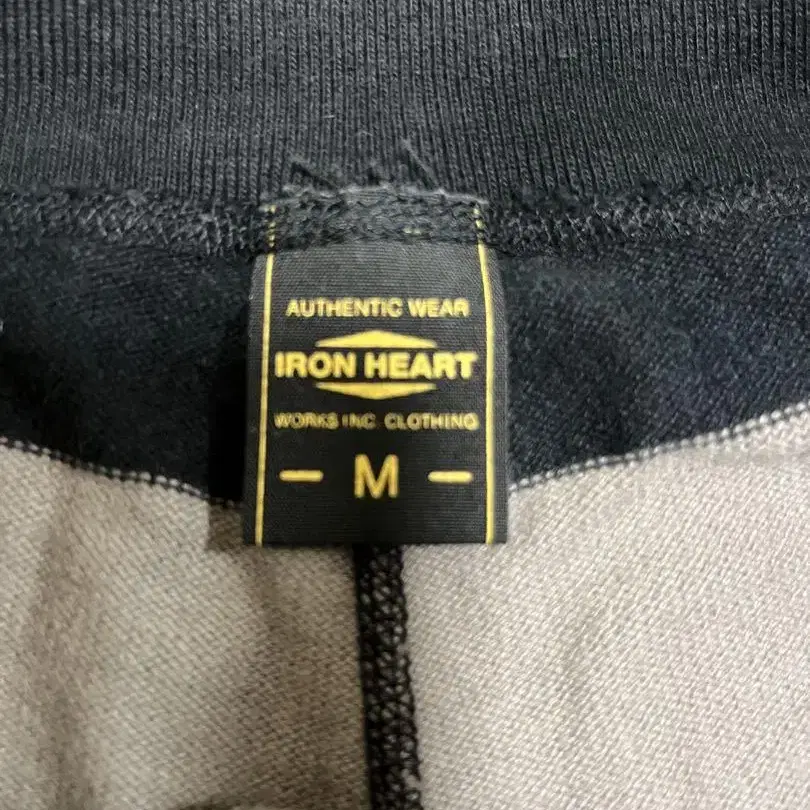 AUTHENTIC WEAR
IRON HEART
WORKS INC. CLOTHING
— M —